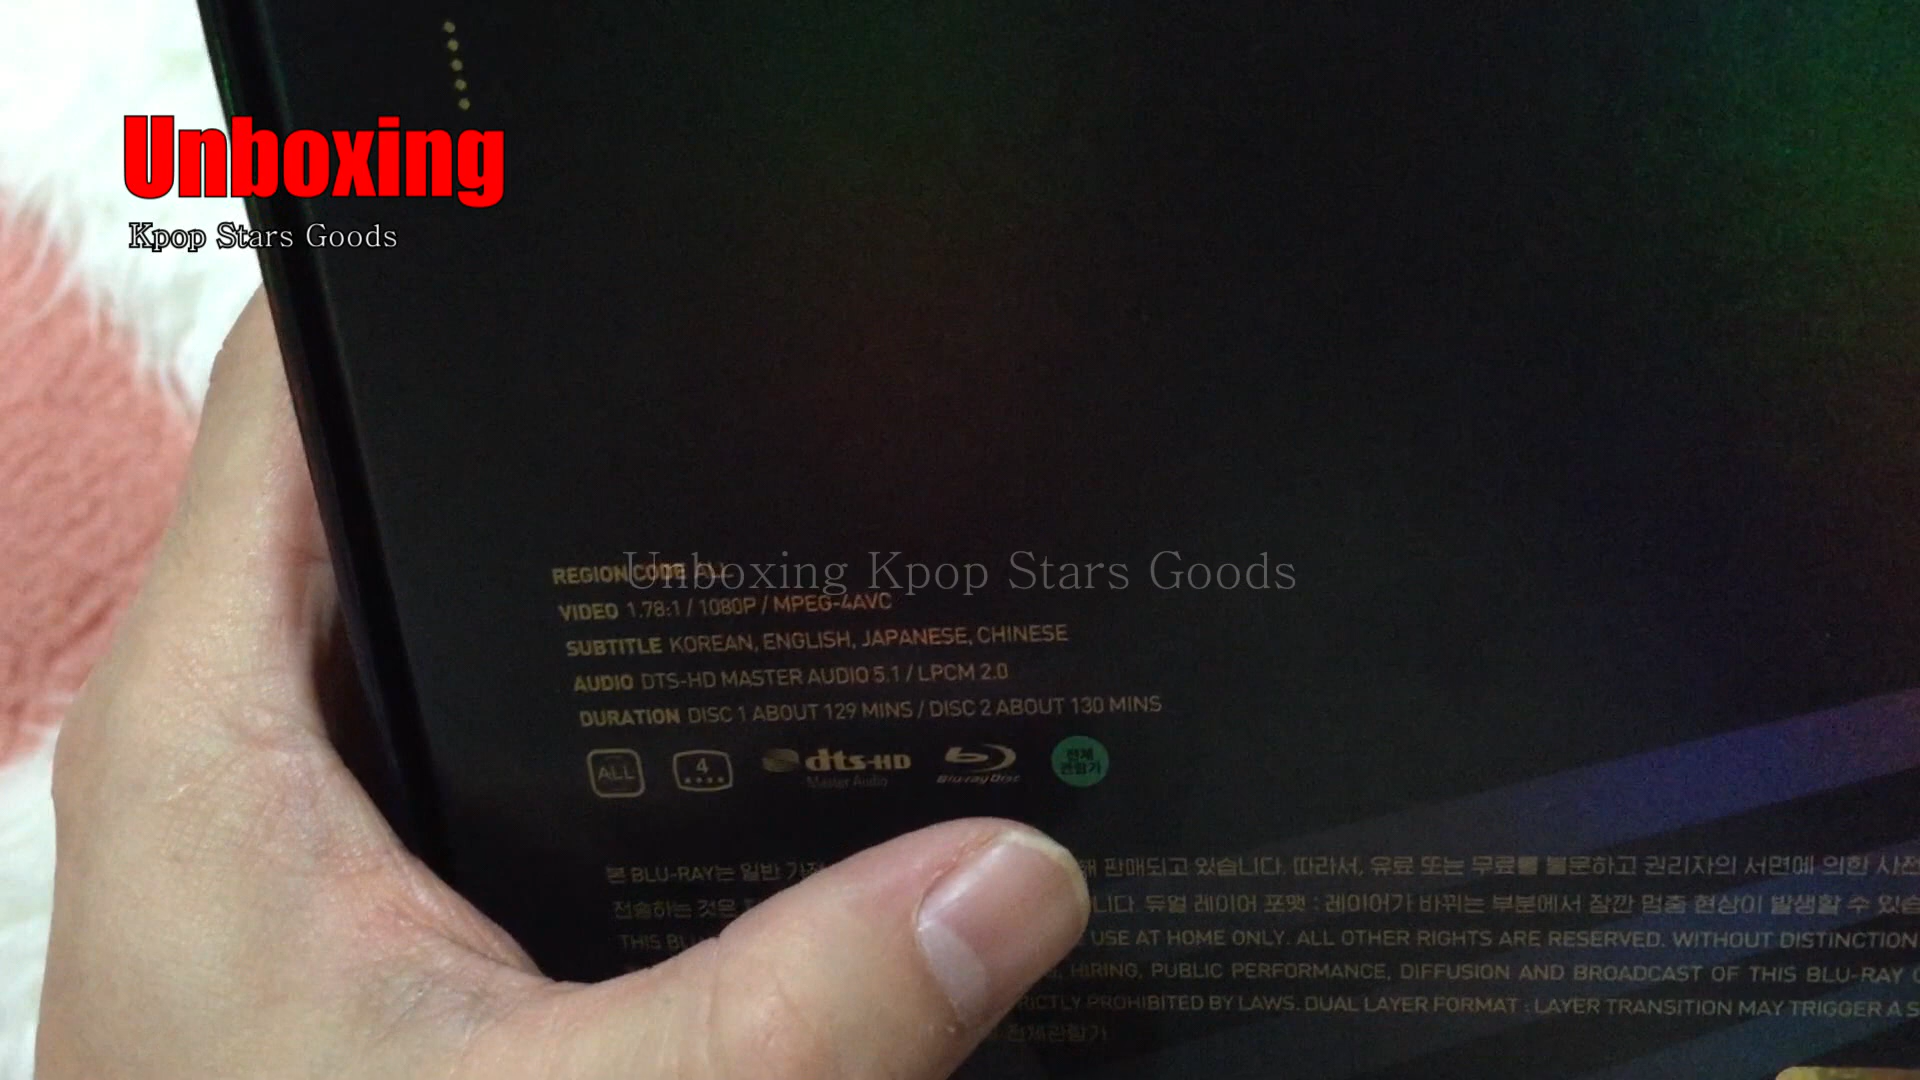 Unboxing
Kpop Stars Goods
Unboxing Kpop Stars Goods
REGION CODE ALL
VIDEO 1.78:1 / 1080P / MPEG-4AVC
SUBTITLE KOREAN, ENGLISH, JAPANESE, CHINESE
AUDIO DTS-HD MASTER AUDIO 5.1 / LPCM 2.0
DURATION DISC 1 ABOUT 129 MINS / DISC 2 ABOUT 130 MINS
ALL 4 dts-HD Master Audio Blu-ray Disc 전체 관람가
본 BLU-RAY는 일반 판매되고 있습니다. 따라서, 유료 또는 무료를 불문하고 권리자의 서면에 의한
전송하는 것은 듀얼 레이어 포맷 : 레이어가 바뀌는 부분에서 잠깐 멈춤 현상이 발생할 수
THIS USE AT HOME ONLY. ALL OTHER RIGHTS ARE RESERVED. WITHOUT DISTINCTION
HIRING, PUBLIC PERFORMANCE, DIFFUSION AND BROADCAST OF THIS BLU-RAY
PROHIBITED BY LAWS. DUAL LAYER FORMAT : LAYER TRANSITION MAY TRIGGER A
전체관람가